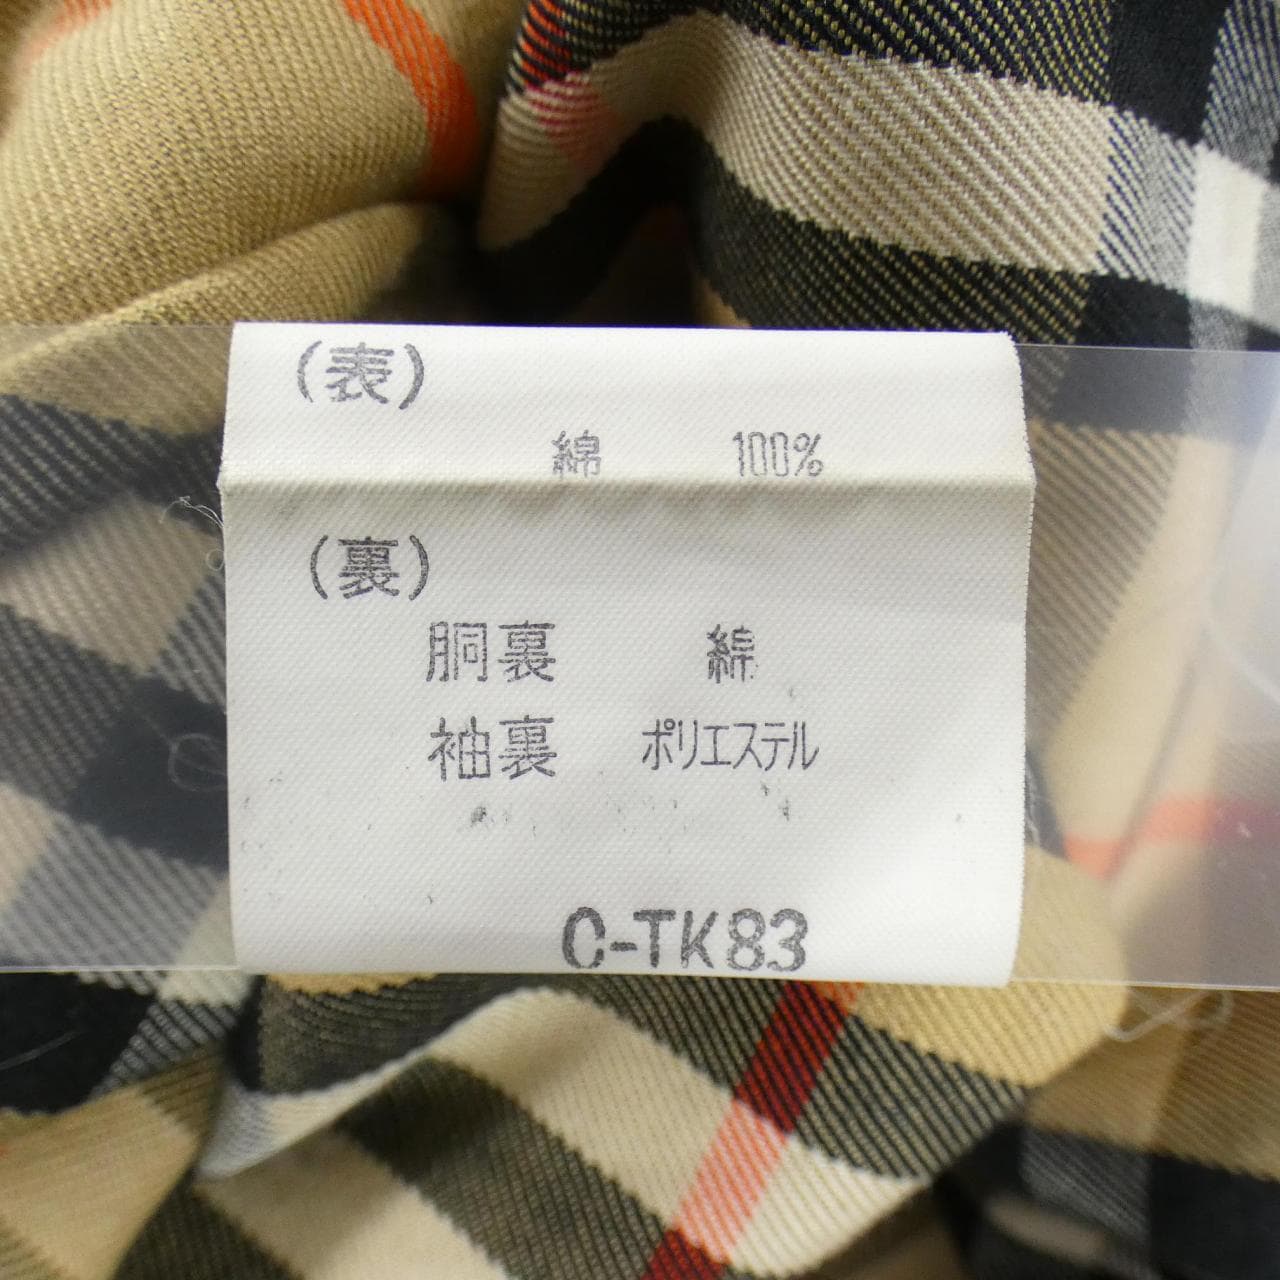 (表)
綿 100%
(裏)
胴裏 綿
袖裏 ポリエステル
C-TK83